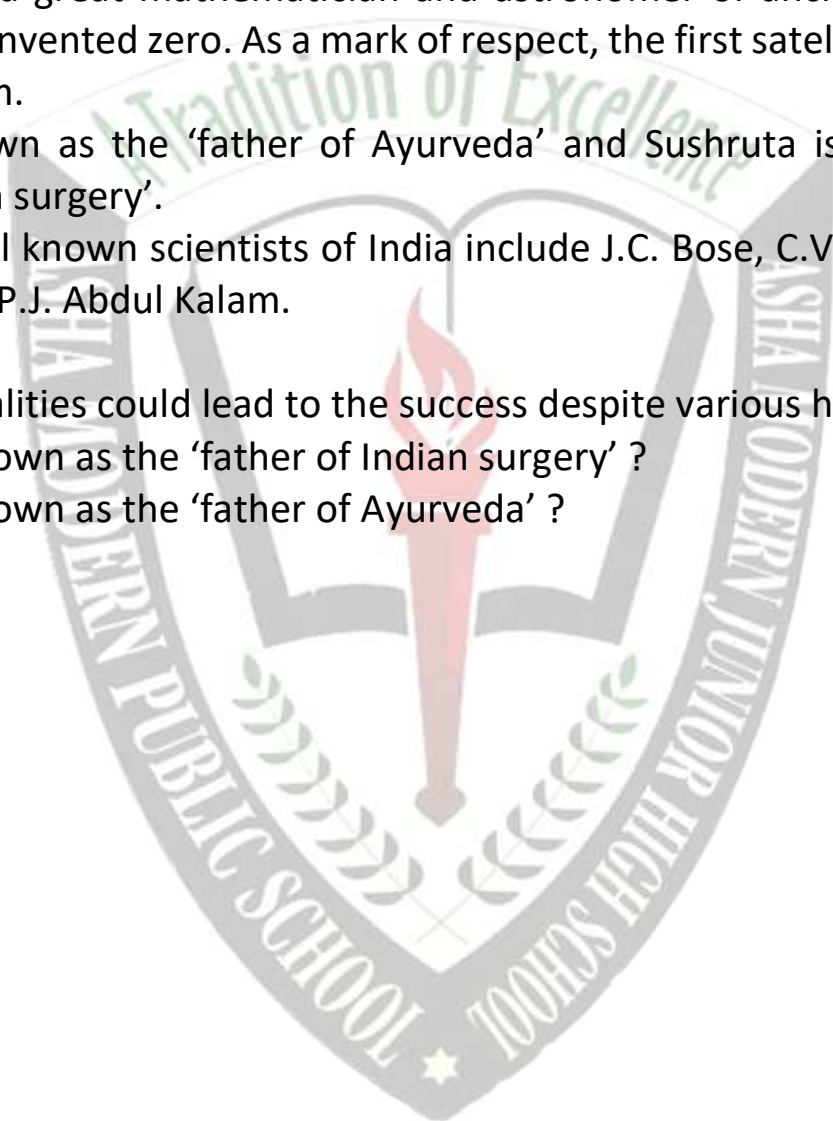 a great mathematician and astronomer of
nvented zero. As a mark of respect, the first
wn as the ‘father of Ayurveda’ and Sushruta is
surgery’.
l known scientists of India include J.C. Bose, C.V
P.J. Abdul Kalam.
alities could lead to the success despite various h
own as the ‘father of Indian surgery’ ?
own as the ‘father of Ayurveda’ ?
A Tradition of Excellence
ASHA MODERN PUBLIC SCHOOL
ASHA MODERN JUNIOR HIGH SCHOOL